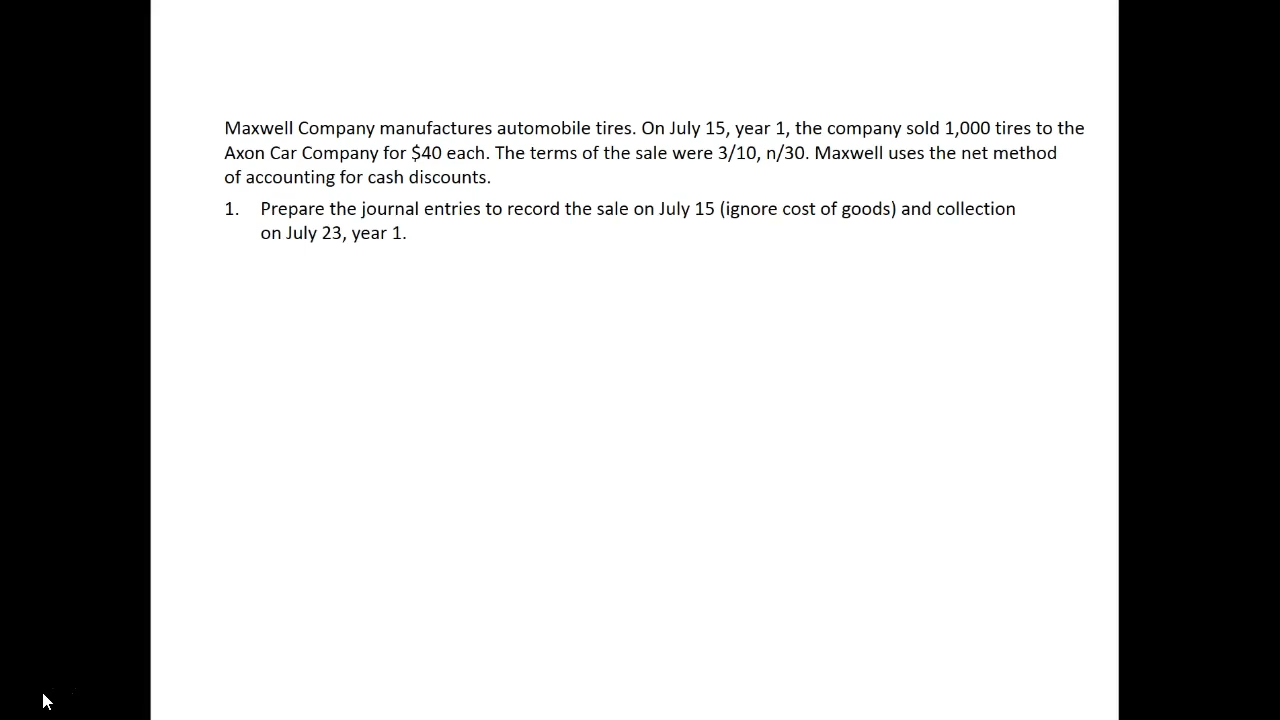 Maxwell Company manufactures automobile tires. On July 15, year 1, the company sold 1,000 tires to the
Axon Car Company for $40 each. The terms of the sale were 3/10, n/30. Maxwell uses the net method
of accounting for cash discounts.
1. Prepare the journal entries to record the sale on July 15 (ignore cost of goods) and collection
on July 23, year 1.